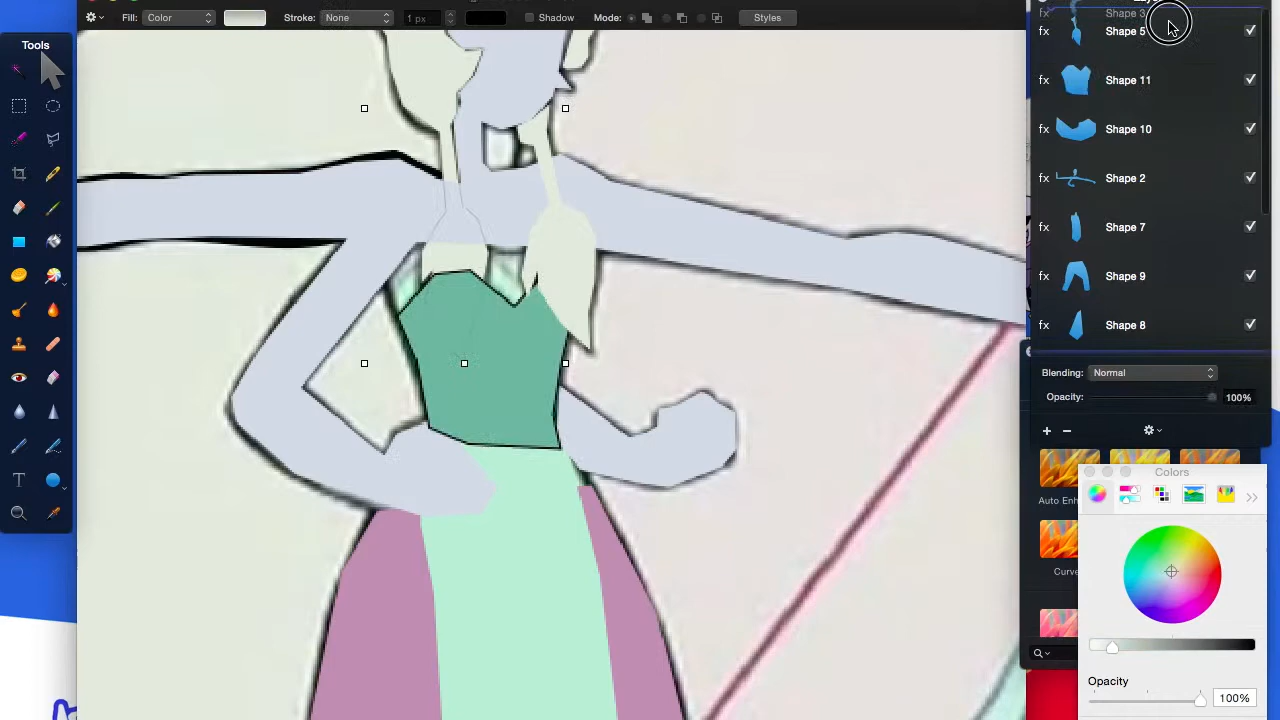 Fill: Color Stroke: None 1 px Shadow Mode: Styles
Tools
fx Shape 3
fx Shape 5
fx Shape 11
fx Shape 10
fx Shape 2
fx Shape 7
fx Shape 9
fx Shape 8
Blending: Normal
Opacity: 100%
Auto Enh
Curve
Colors
Opacity
100%
T